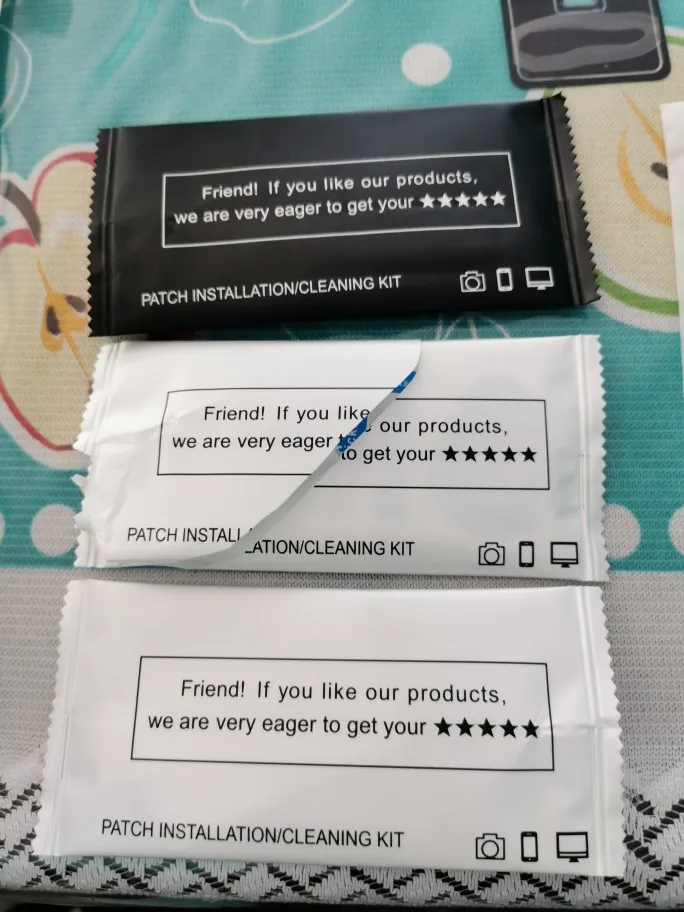 Friend! If you like our products,
we are very eager to get your ★★★★★
PATCH INSTALLATION/CLEANING KIT
Friend! If you like our products,
we are very eager to get your ★★★★★
PATCH INSTALLATION/CLEANING KIT
Friend! If you like our products,
we are very eager to get your ★★★★★
PATCH INSTALLATION/CLEANING KIT